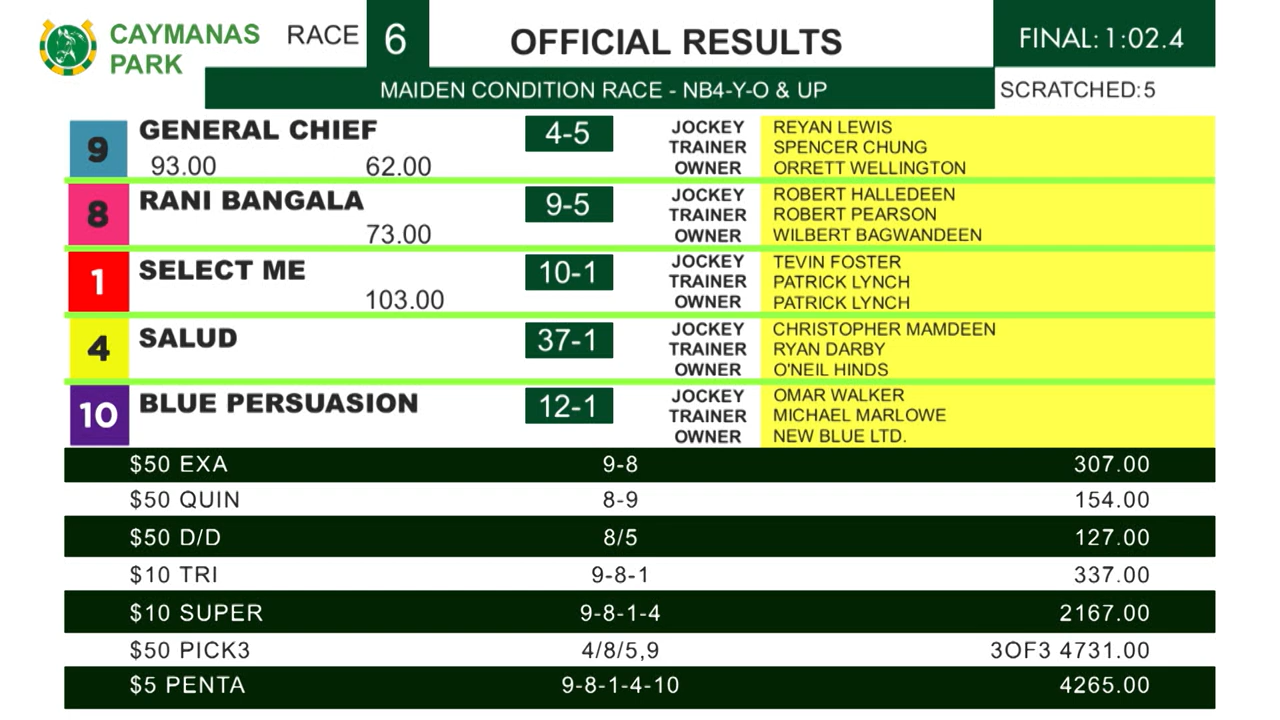 CAYMANAS PARK
RACE 6
OFFICIAL RESULTS
FINAL: 1:02.4
MAIDEN CONDITION RACE - NB4-Y-O & UP
SCRATCHED:5
9 GENERAL CHIEF 4-5 JOCKEY REYAN LEWIS
TRAINER SPENCER CHUNG
93.00 62.00 OWNER ORRETT WELLINGTON
8 RANI BANGALA 9-5 JOCKEY ROBERT HALLEDEEN
TRAINER ROBERT PEARSON
73.00 OWNER WILBERT BAGWANDEEN
1 SELECT ME 10-1 JOCKEY TEVIN FOSTER
TRAINER PATRICK LYNCH
103.00 OWNER PATRICK LYNCH
4 SALUD 37-1 JOCKEY CHRISTOPHER MAMDEEN
TRAINER RYAN DARBY
OWNER O'NEIL HINDS
10 BLUE PERSUASION 12-1 JOCKEY OMAR WALKER
TRAINER MICHAEL MARLOWE
OWNER NEW BLUE LTD.
$50 EXA 9-8 307.00
$50 QUIN 8-9 154.00
$50 D/D 8/5 127.00
$10 TRI 9-8-1 337.00
$10 SUPER 9-8-1-4 2167.00
$50 PICK3 4/8/5,9 3OF3 4731.00
$5 PENTA 9-8-1-4-10 4265.00